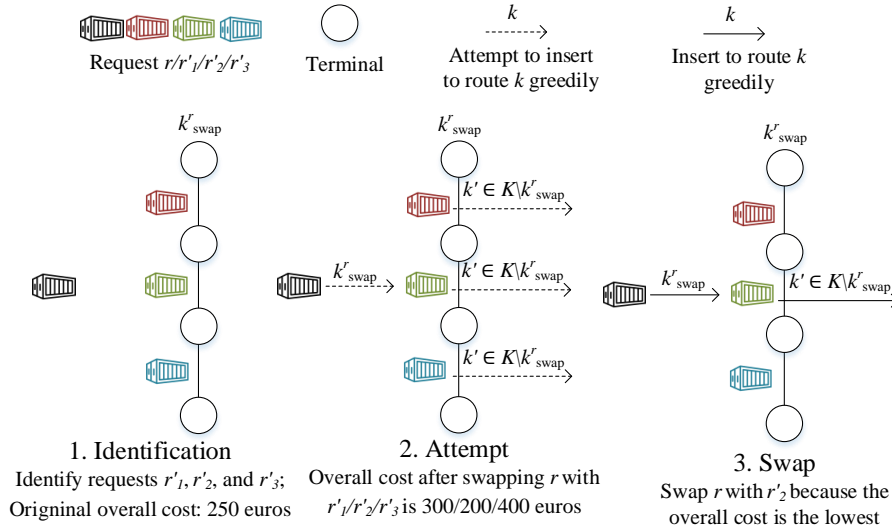 Request r/r'1/r'2/r'3
Terminal
k
Attempt to insert
to route k greedily
k
Insert to route k
greedily
k^r_swap
k^r_swap
k' ∈ K\k^r_swap
k^r_swap
k' ∈ K\k^r_swap
k' ∈ K\k^r_swap
k^r_swap
k^r_swap
k' ∈ K\k^r_swap
1. Identification
Identify requests r'1, r'2, and r'3;
Origninal overall cost: 250 euros
2. Attempt
Overall cost after swapping r with
r'1/r'2/r'3 is 300/200/400 euros
3. Swap
Swap r with r'2 because the
overall cost is the lowest